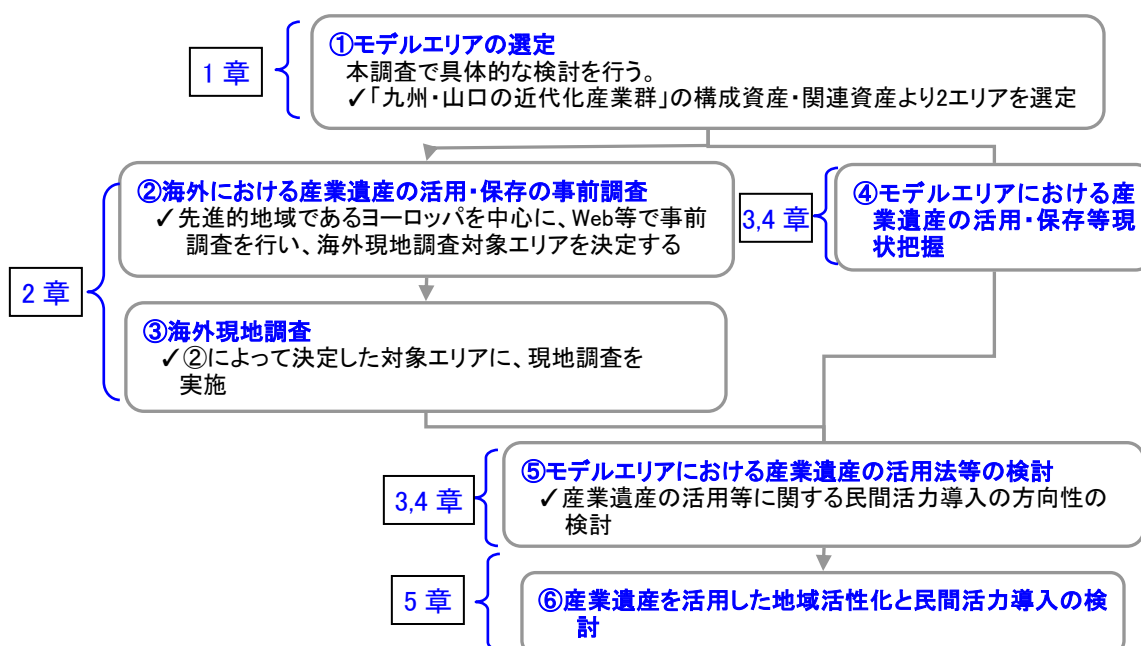 1 章
①モデルエリアの選定
本調査で具体的な検討を行う。
✓「九州・山口の近代化産業群」の構成資産・関連資産より2エリアを選定
2 章
②海外における産業遺産の活用・保存の事前調査
✓先進的地域であるヨーロッパを中心に、Web等で事前
調査を行い、海外現地調査対象エリアを決定する
3,4 章
④モデルエリアにおける産
業遺産の活用・保存等現
状把握
③海外現地調査
✓②によって決定した対象エリアに、現地調査を
実施
3,4 章
⑤モデルエリアにおける産業遺産の活用法等の検討
✓産業遺産の活用等に関する民間活力導入の方向性の
検討
5 章
⑥産業遺産を活用した地域活性化と民間活力導入の検
討